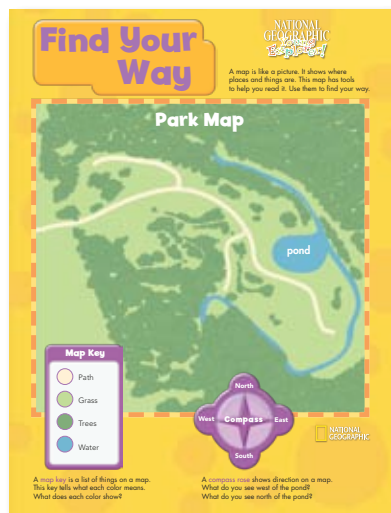 Find Your
Way
NATIONAL
GEOGRAPHIC
Young
Explorer!
A map is like a picture. It shows where
places and things are. This map has tools
to help you read it. Use them to find your way.
Park Map
pond
Map Key
Path
Grass
Trees
Water
North
West
Compass
East
South
NATIONAL
GEOGRAPHIC
A map key is a list of things on a map.
This key tells what each color means.
What does each color show?
A compass rose shows direction on a map.
What do you see west of the pond?
What do you see north of the pond?